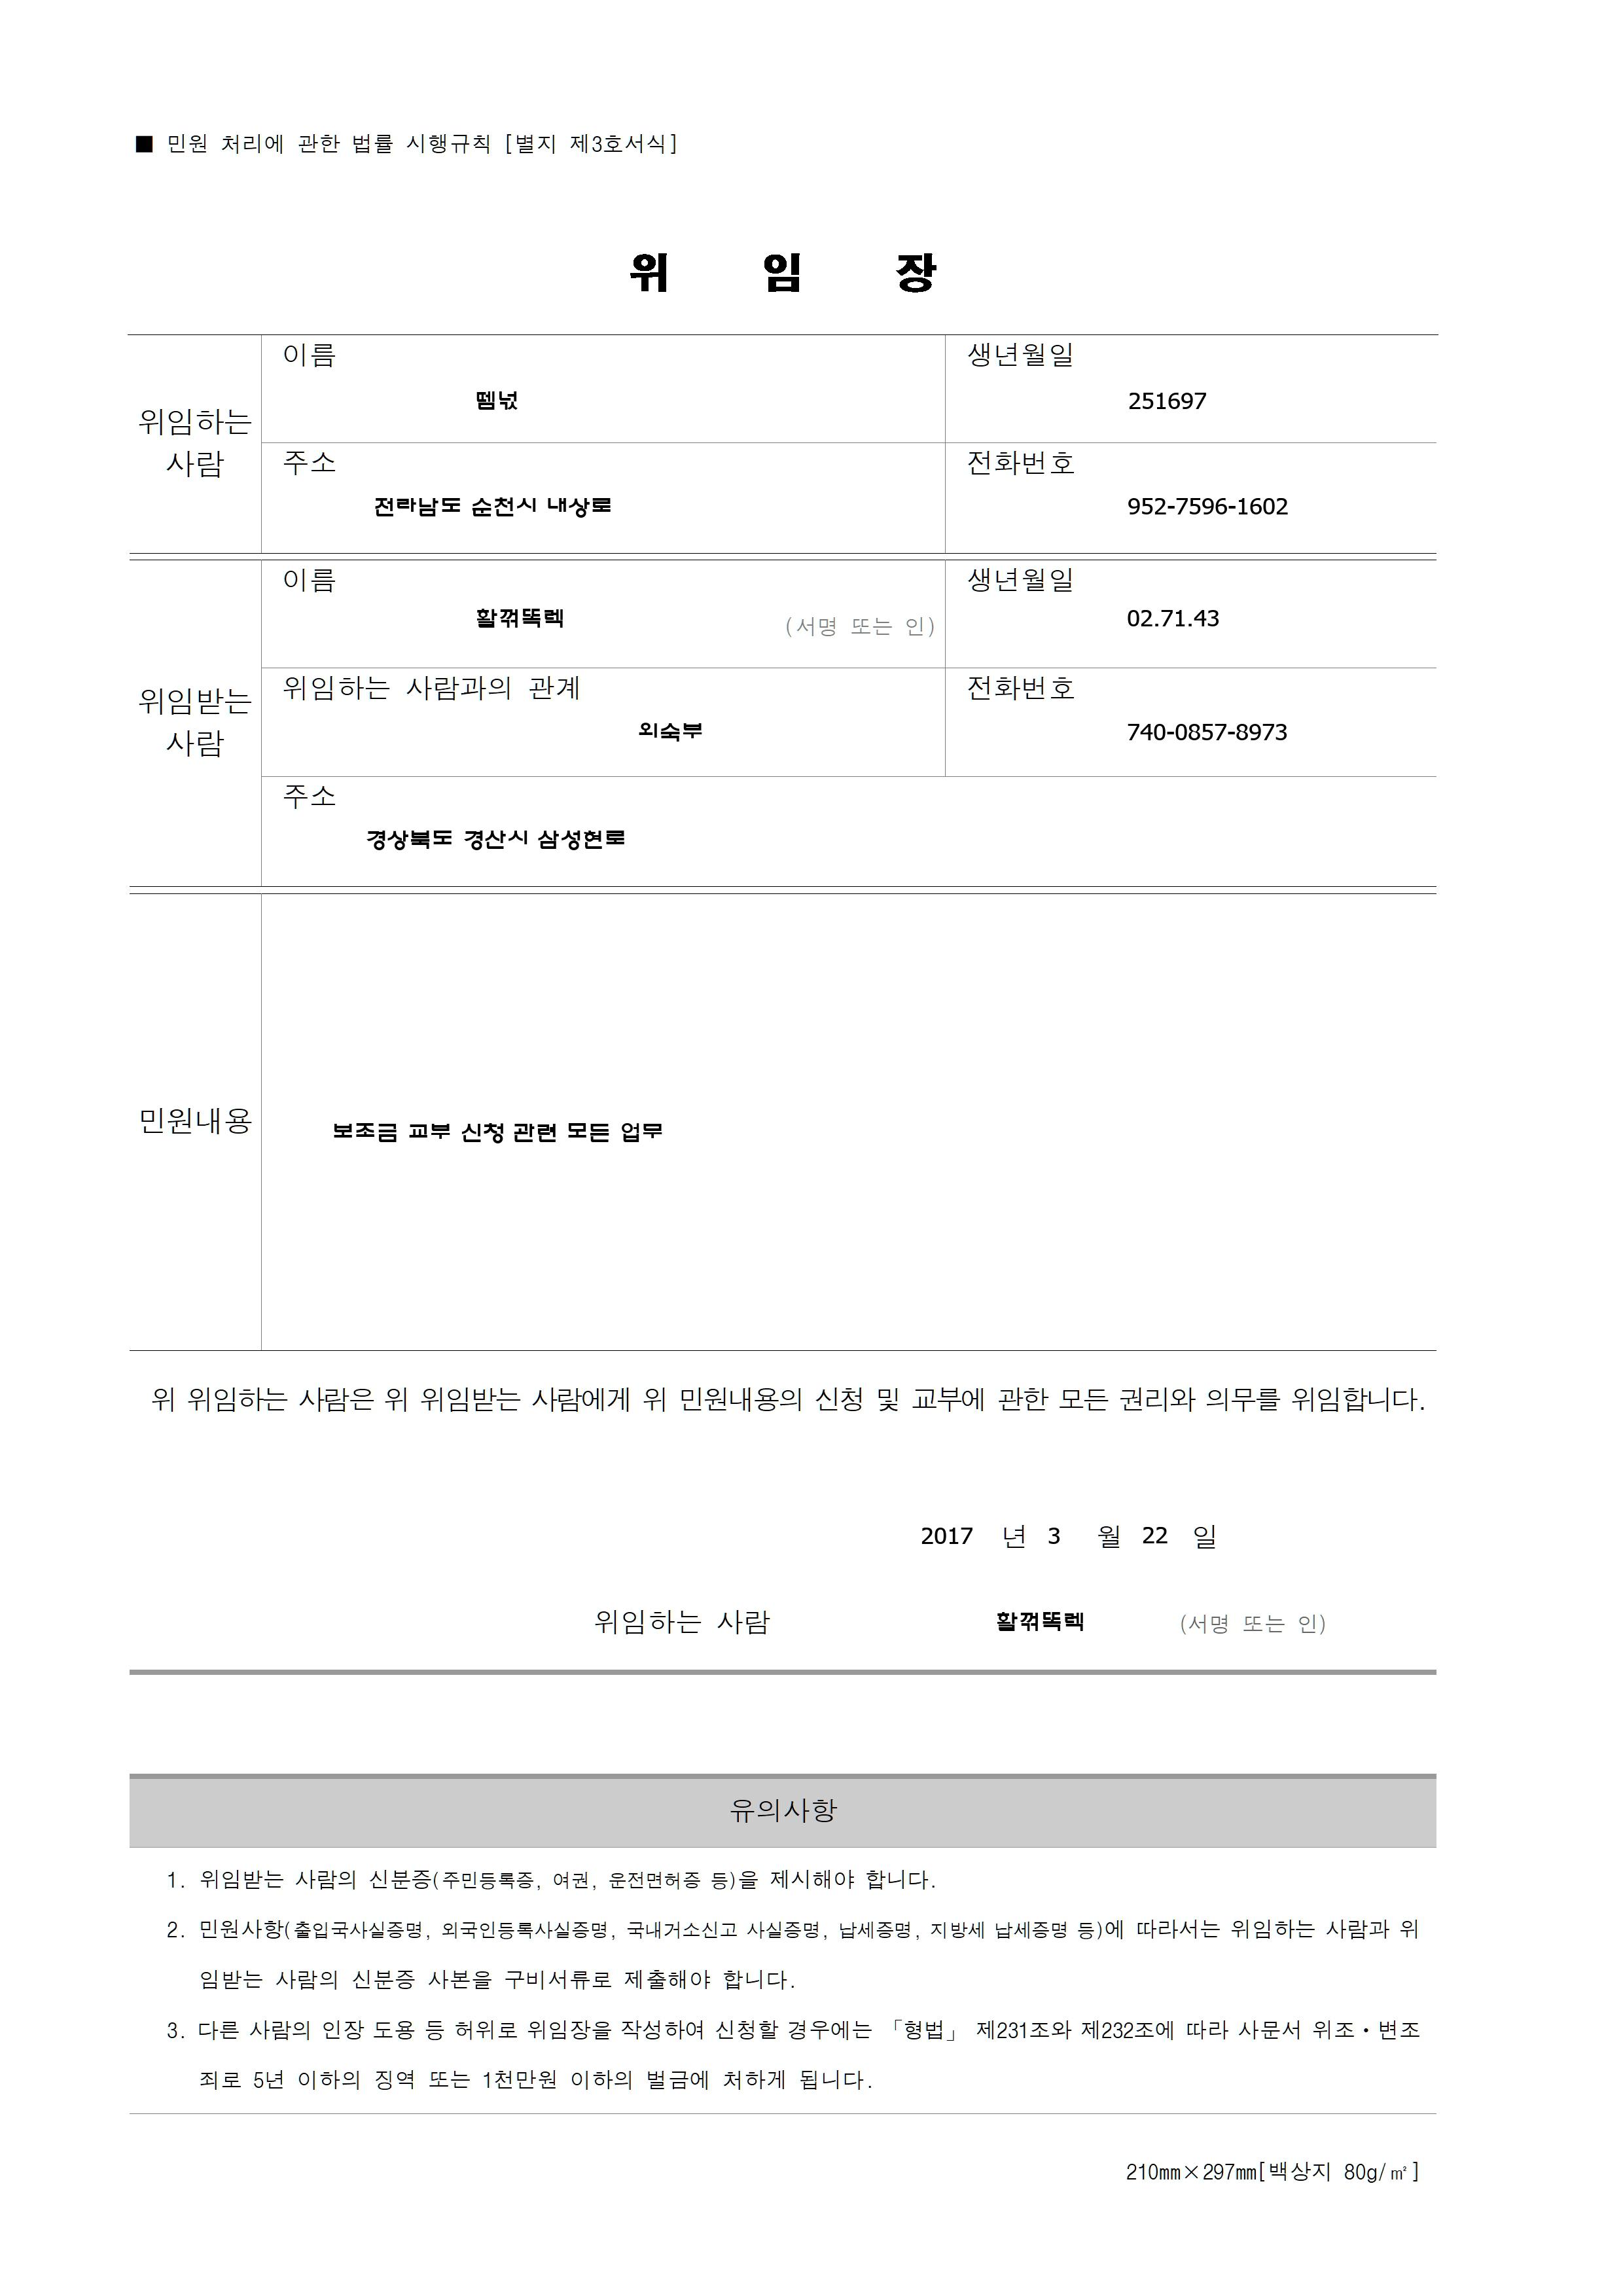 ■ 민원 처리에 관한 법률 시행규칙 [별지 제3호서식]
위 임 장
위임하는 사람
이름
뗌넋
생년월일
251697
주소
전라남도 순천시 내상로
전화번호
952-7596-1602
위임받는 사람
이름
활꺾똑렉
(서명 또는 인)
생년월일
02.71.43
위임하는 사람과의 관계
외숙부
전화번호
740-0857-8973
주소
경상북도 경산시 삼성현로
민원내용
보조금 교부 신청 관련 모든 업무
위 위임하는 사람은 위 위임받는 사람에게 위 민원내용의 신청 및 교부에 관한 모든 권리와 의무를 위임합니다.
2017 년 3 월 22 일
위임하는 사람 활꺾똑렉 (서명 또는 인)
유의사항
1. 위임받는 사람의 신분증(주민등록증, 여권, 운전면허증 등)을 제시해야 합니다.
2. 민원사항(출입국사실증명, 외국인등록사실증명, 국내거소신고 사실증명, 납세증명, 지방세 납세증명 등)에 따라서는 위임하는 사람과 위
임받는 사람의 신분증 사본을 구비서류로 제출해야 합니다.
3. 다른 사람의 인장 도용 등 허위로 위임장을 작성하여 신청할 경우에는 「형법」 제231조와 제232조에 따라 사문서 위조·변조
죄로 5년 이하의 징역 또는 1천만원 이하의 벌금에 처하게 됩니다.
210㎜×297㎜[백상지 80g/㎡]